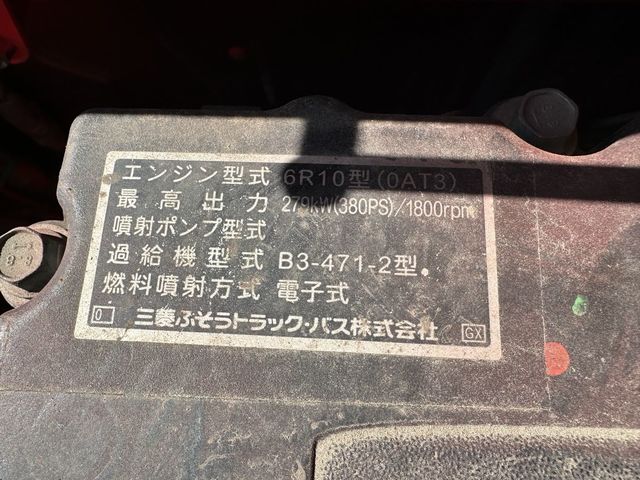 エンジン型式 6R10型(0AT3)
最高出力 279kW(380PS)/1800rpm
噴射ポンプ型式
過給機型式 B3-471-2型.
燃料噴射方式 電子式
0 三菱ふそうトラック・バス株式会社 GX